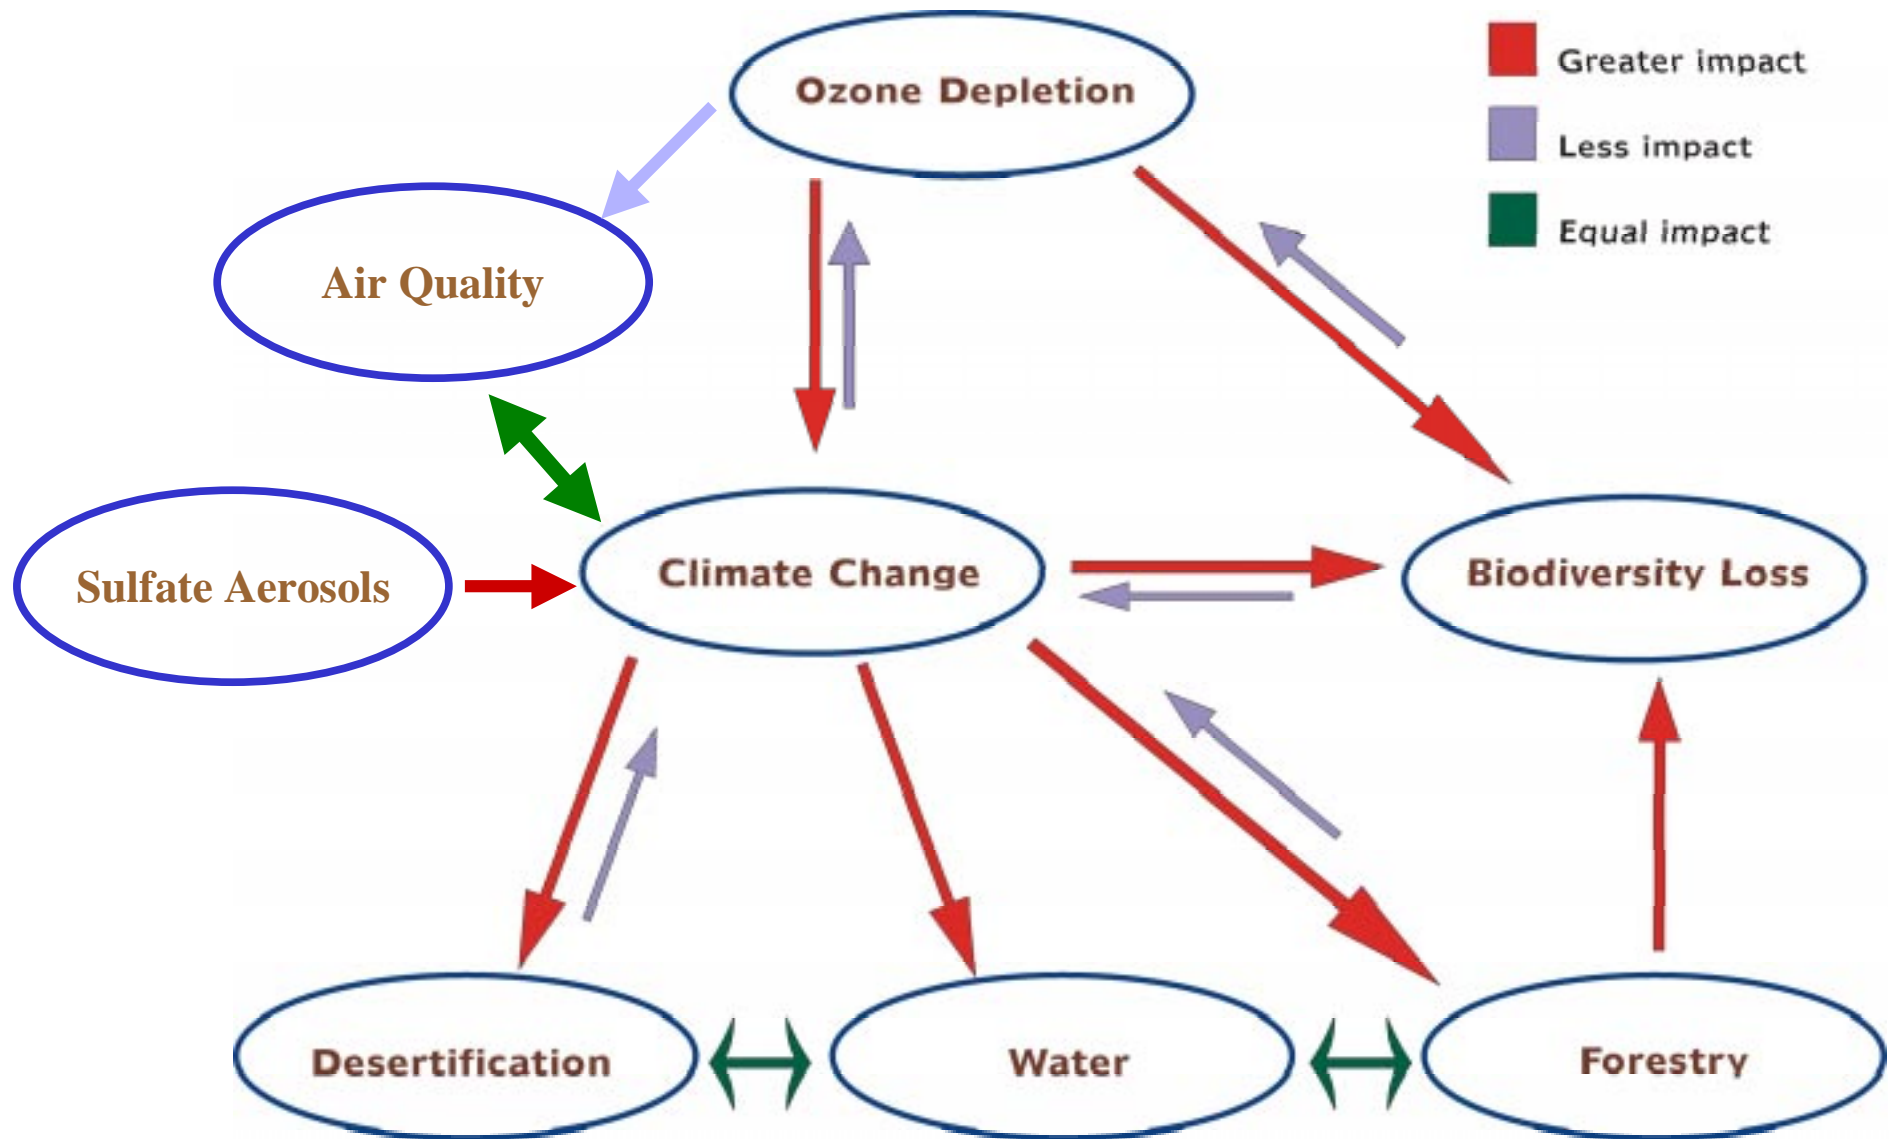 Ozone Depletion
Greater impact
Less impact
Equal impact
Air Quality
Sulfate Aerosols
Climate Change
Biodiversity Loss
Desertification
Water
Forestry